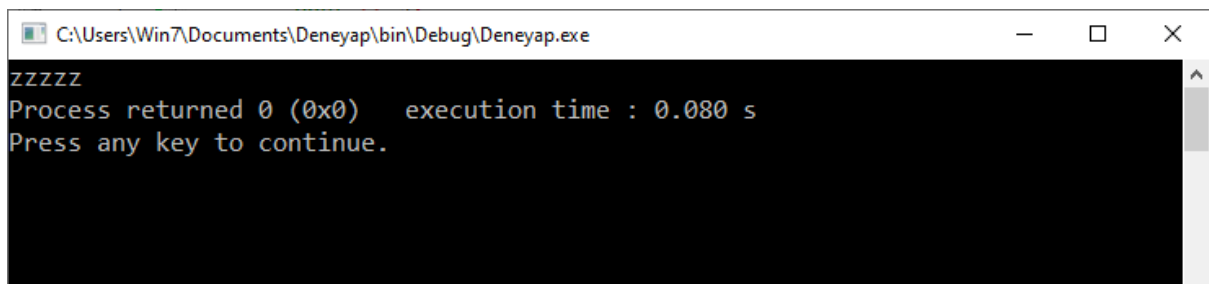 C:\Users\Win7\Documents\Deneyap\bin\Debug\Deneyap.exe
zzzzz
Process returned 0 (0x0)   execution time : 0.080 s
Press any key to continue.